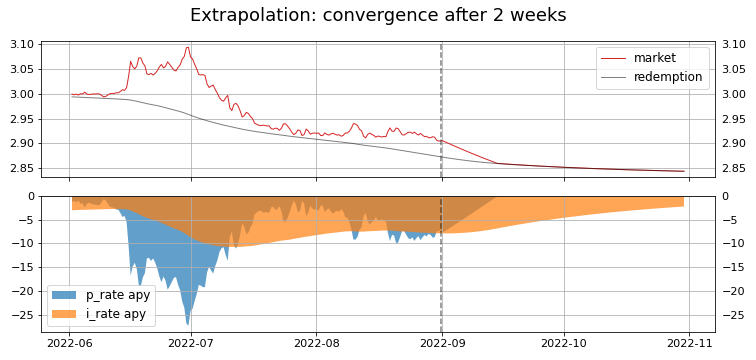 Extrapolation: convergence after 2 weeks
3.10 3.10
3.05 3.05
3.00 3.00
2.95 2.95
2.90 2.90
2.85 2.85
market
redemption
0 0
−5 −5
−10 −10
−15 −15
−20 −20
−25 −25
p_rate apy
i_rate apy
2022-06 2022-07 2022-08 2022-09 2022-10 2022-11